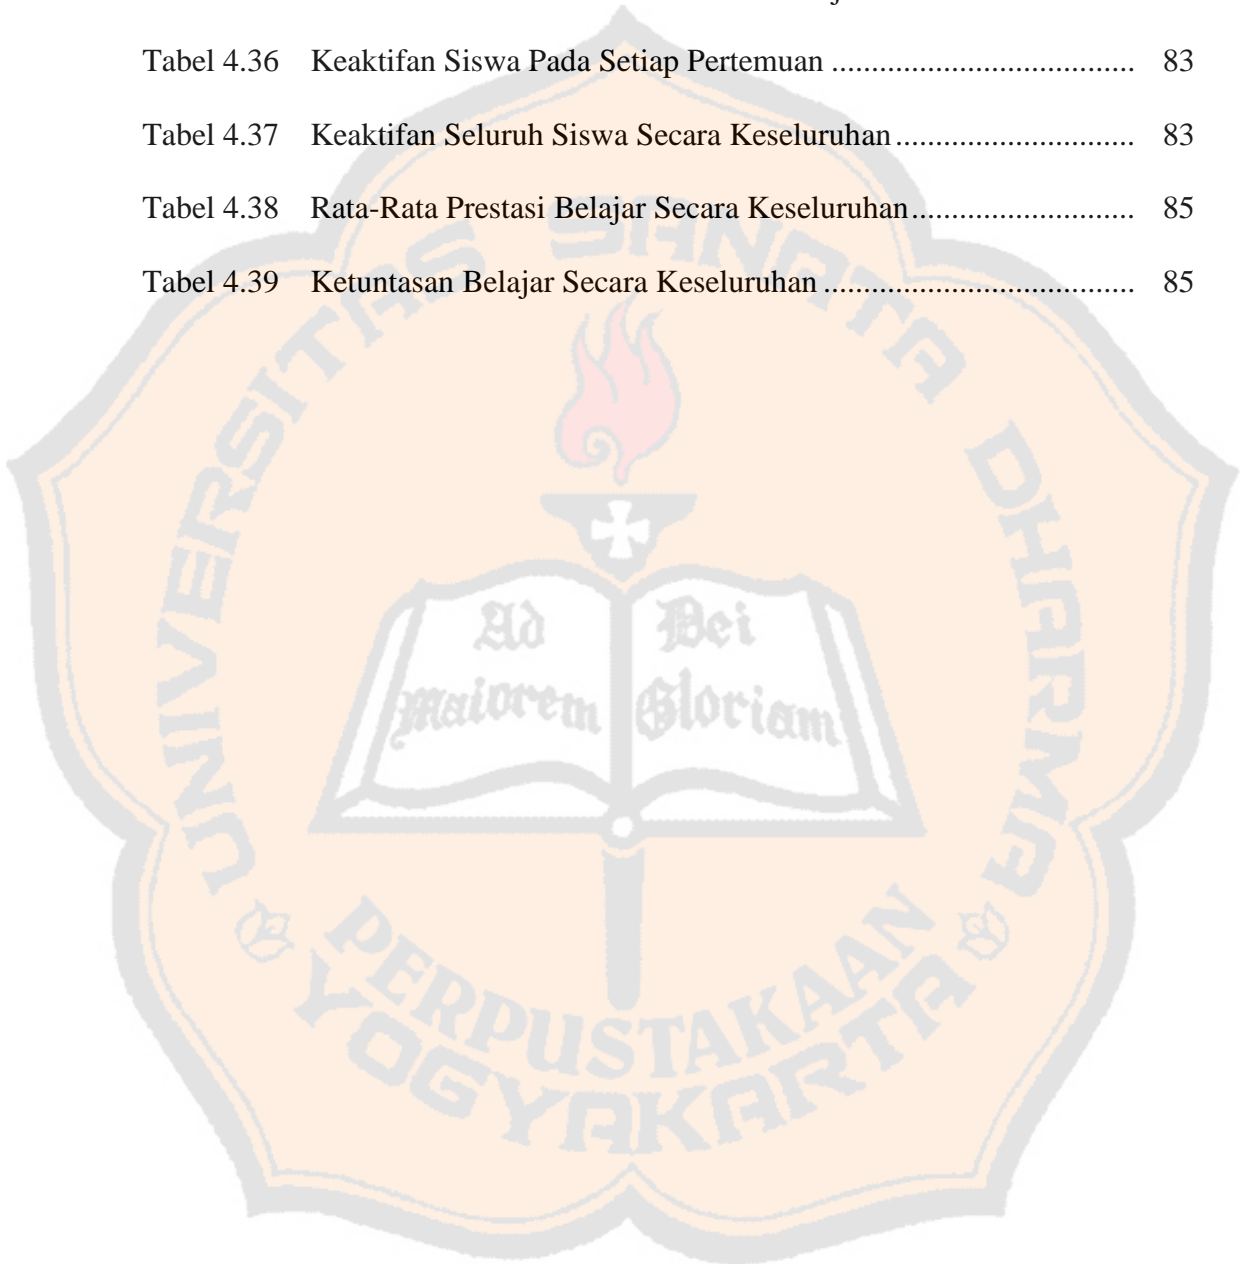 Tabel 4.36 Keaktifan Siswa Pada Setiap Pertemuan ...................................... 83
Tabel 4.37 Keaktifan Seluruh Siswa Secara Keseluruhan .............................. 83
Tabel 4.38 Rata-Rata Prestasi Belajar Secara Keseluruhan............................ 85
Tabel 4.39 Ketuntasan Belajar Secara Keseluruhan ....................................... 85
UNIVERSITAS SANATA DHARMA
Ad Dei
maiorem Gloriam
PERPUSTAKAAN
YOGYAKARTA